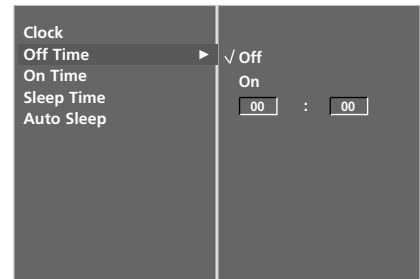 Clock
Off Time ►
On Time
Sleep Time
Auto Sleep
√ Off
On
00 : 00